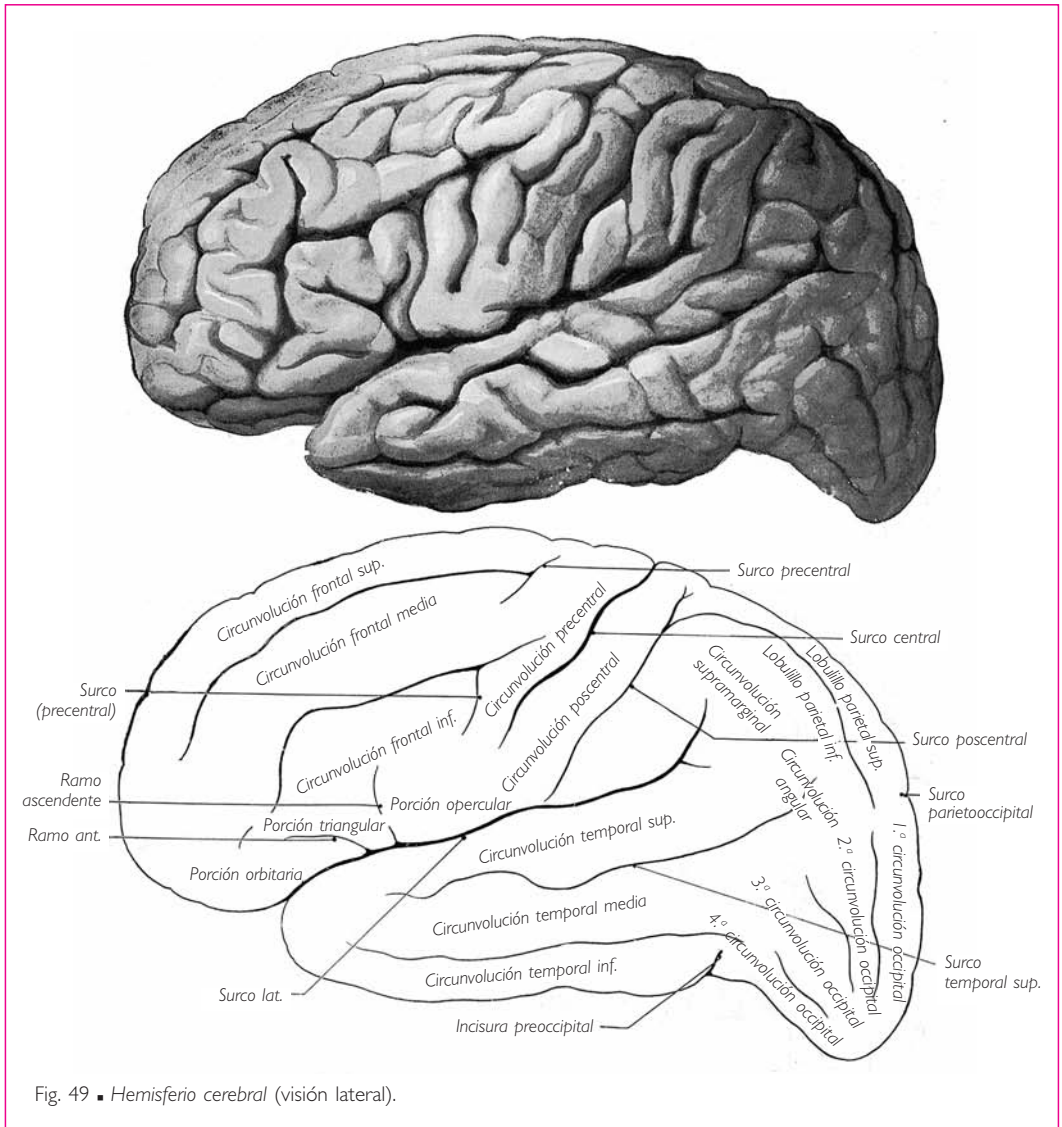 Circunvolución frontal sup.
Circunvolución frontal media
Circunvolución precentral
Surco precentral
Surco central
Surco
(precentral)
Circunvolución poscentral
Circunvolución
supramarginal
Lobulillo parietal inf.
Lobulillo parietal sup.
Surco poscentral
Circunvolución frontal inf.
Circunvolución
angular
Ramo
ascendente
Porción opercular
Surco
parietooccipital
Ramo ant.
Porción triangular
Circunvolución temporal sup.
Porción orbitaria
1.ª circunvolución occipital
2.ª circunvolución occipital
3.ª circunvolución occipital
4.ª circunvolución occipital
Circunvolución temporal media
Circunvolución temporal inf.
Surco
temporal sup.
Surco lat.
Incisura preoccipital
Fig. 49 ▪ Hemisferio cerebral (visión lateral).